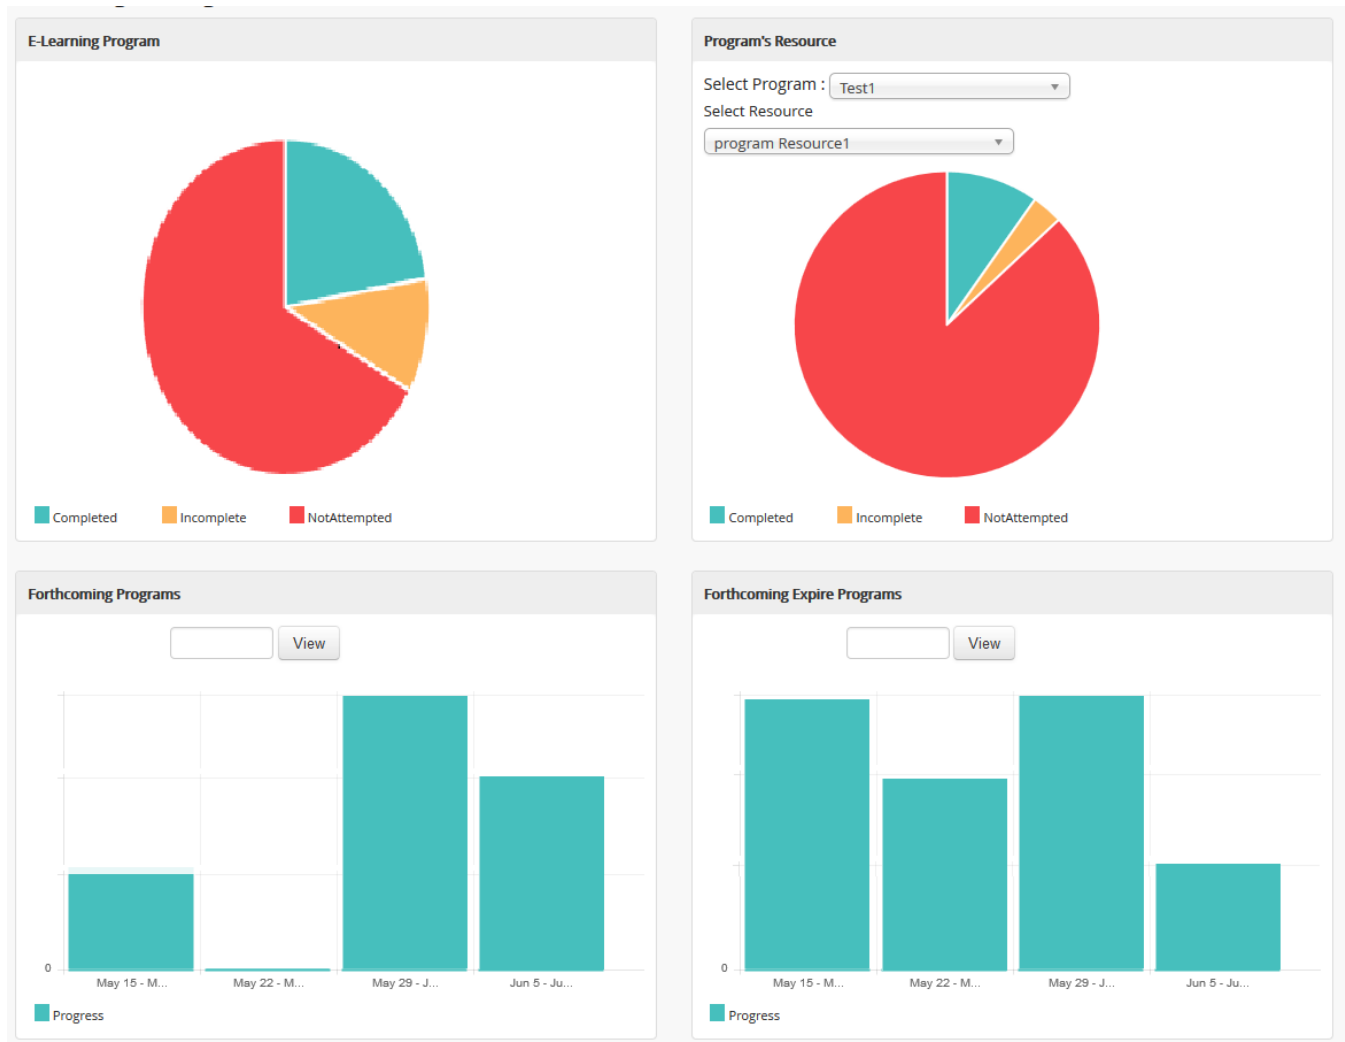 E-Learning Program
Completed Incomplete NotAttempted
Program's Resource
Select Program : Test1
Select Resource
program Resource1
Completed Incomplete NotAttempted
Forthcoming Programs
View
0
May 15 - M... May 22 - M... May 29 - J... Jun 5 - Ju...
Progress
Forthcoming Expire Programs
View
0
May 15 - M... May 22 - M... May 29 - J... Jun 5 - Ju...
Progress